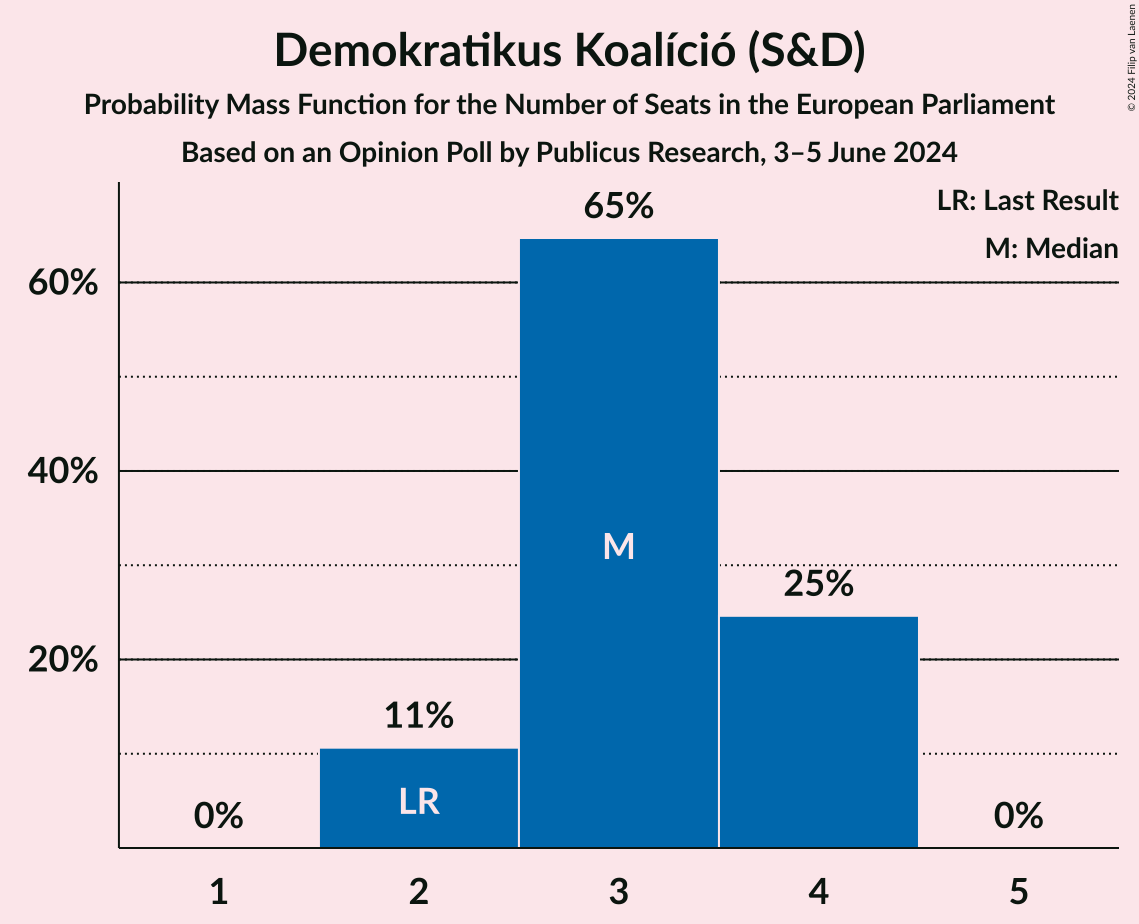 Demokratikus Koalíció (S&D)
Probability Mass Function for the Number of Seats in the European Parliament
Based on an Opinion Poll by Publicus Research, 3–5 June 2024
© 2024 Filip van Laenen
LR: Last Result
M: Median
65%
60%
40%
M
25%
20%
11%
LR
0%
0%
1 2 3 4 5